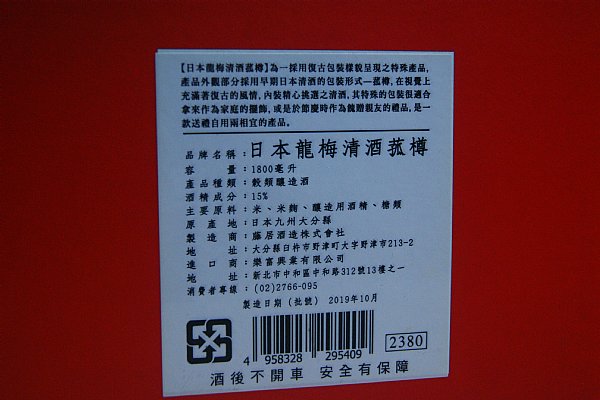 【日本龍梅清酒菰樽】為一採用復古包裝樣貌呈現之特殊產品,
產品外觀部分採用早期日本清酒的包裝形式—菰樽,在視覺上
充滿著復古的風情,內裝精心挑選之清酒,其特殊的包裝很適合
拿來作為家庭的擺飾,或是於節慶時作為餽贈親友的禮品,是一
款送禮自用兩相宜的產品。
品牌名稱:日本龍梅清酒菰樽
容量:1800毫升
產品種類:穀類釀造酒
酒精成分:15%
主要原料:米、米麴、釀造用酒精、糖類
原產地:日本九州大分縣
製造商:藤居酒造株式會社
地址:大分縣臼杵市野津町大字野津市213-2
進口商:樂富興業有限公司
地址:新北市中和區中和路312號13樓之一
消費者專線:(02)2766-095
製造日期(批號) 2019年10月
4 958328 295409
2380
酒後不開車 安全有保障